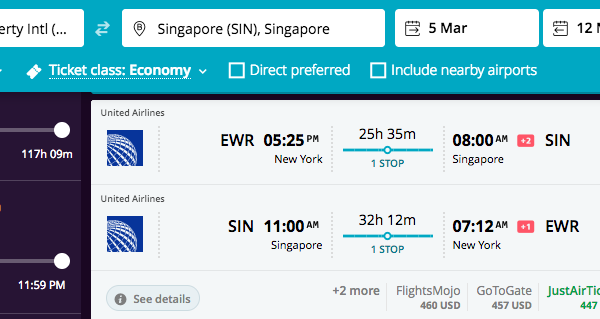 erty Intl (... Singapore (SIN), Singapore 5 Mar 12 M
Ticket class: Economy Direct preferred Include nearby airports
117h 09m
11:59 PM
United Airlines
EWR 05:25 PM 25h 35m 08:00 AM +2 SIN
New York 1 STOP Singapore
United Airlines
SIN 11:00 AM 32h 12m 07:12 AM +1 EWR
Singapore 1 STOP New York
See details +2 more FlightsMojo GoToGate JustAirTic
460 USD 457 USD 447